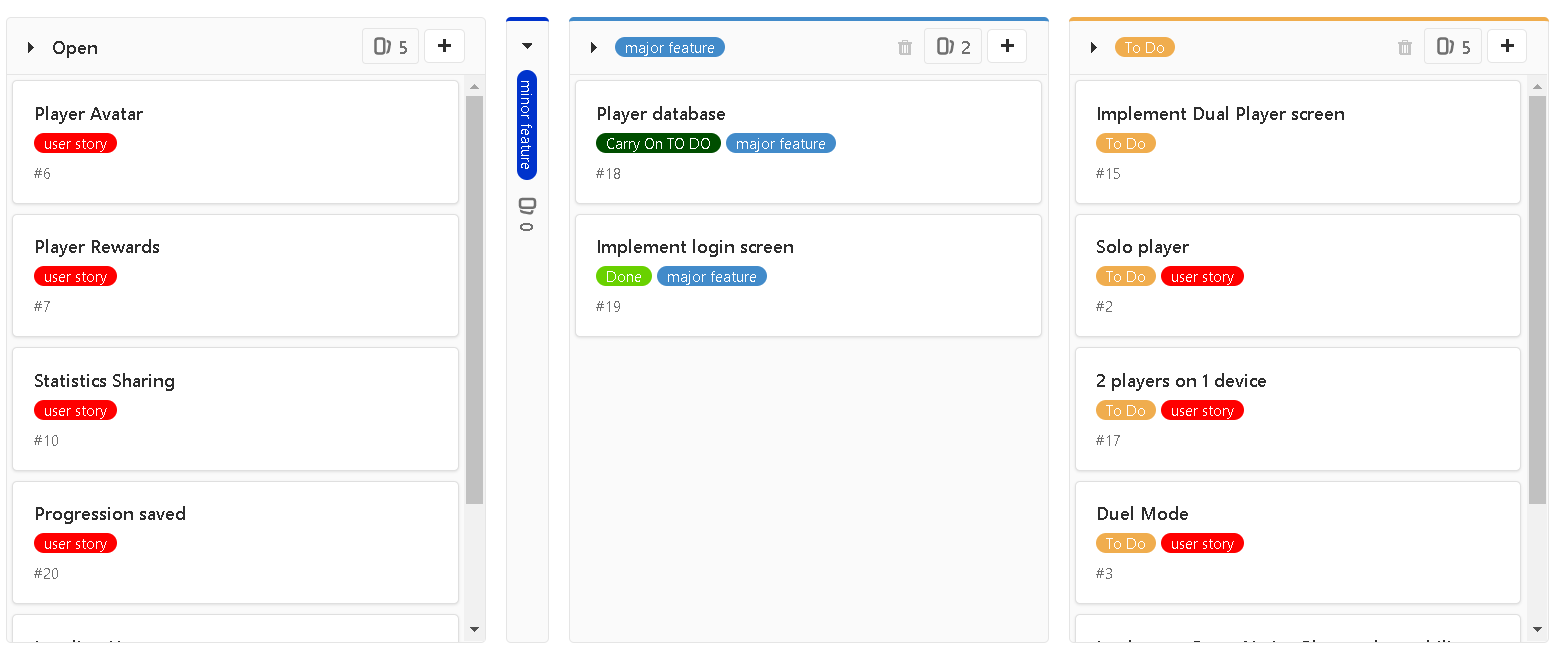 Open
5
Player Avatar
user story
#6
Player Rewards
user story
#7
Statistics Sharing
user story
#10
Progression saved
user story
#20
minor feature
0
major feature
2
Player database
Carry On TO DO major feature
#18
Implement login screen
Done major feature
#19
To Do
5
Implement Dual Player screen
To Do
#15
Solo player
To Do user story
#2
2 players on 1 device
To Do user story
#17
Duel Mode
To Do user story
#3